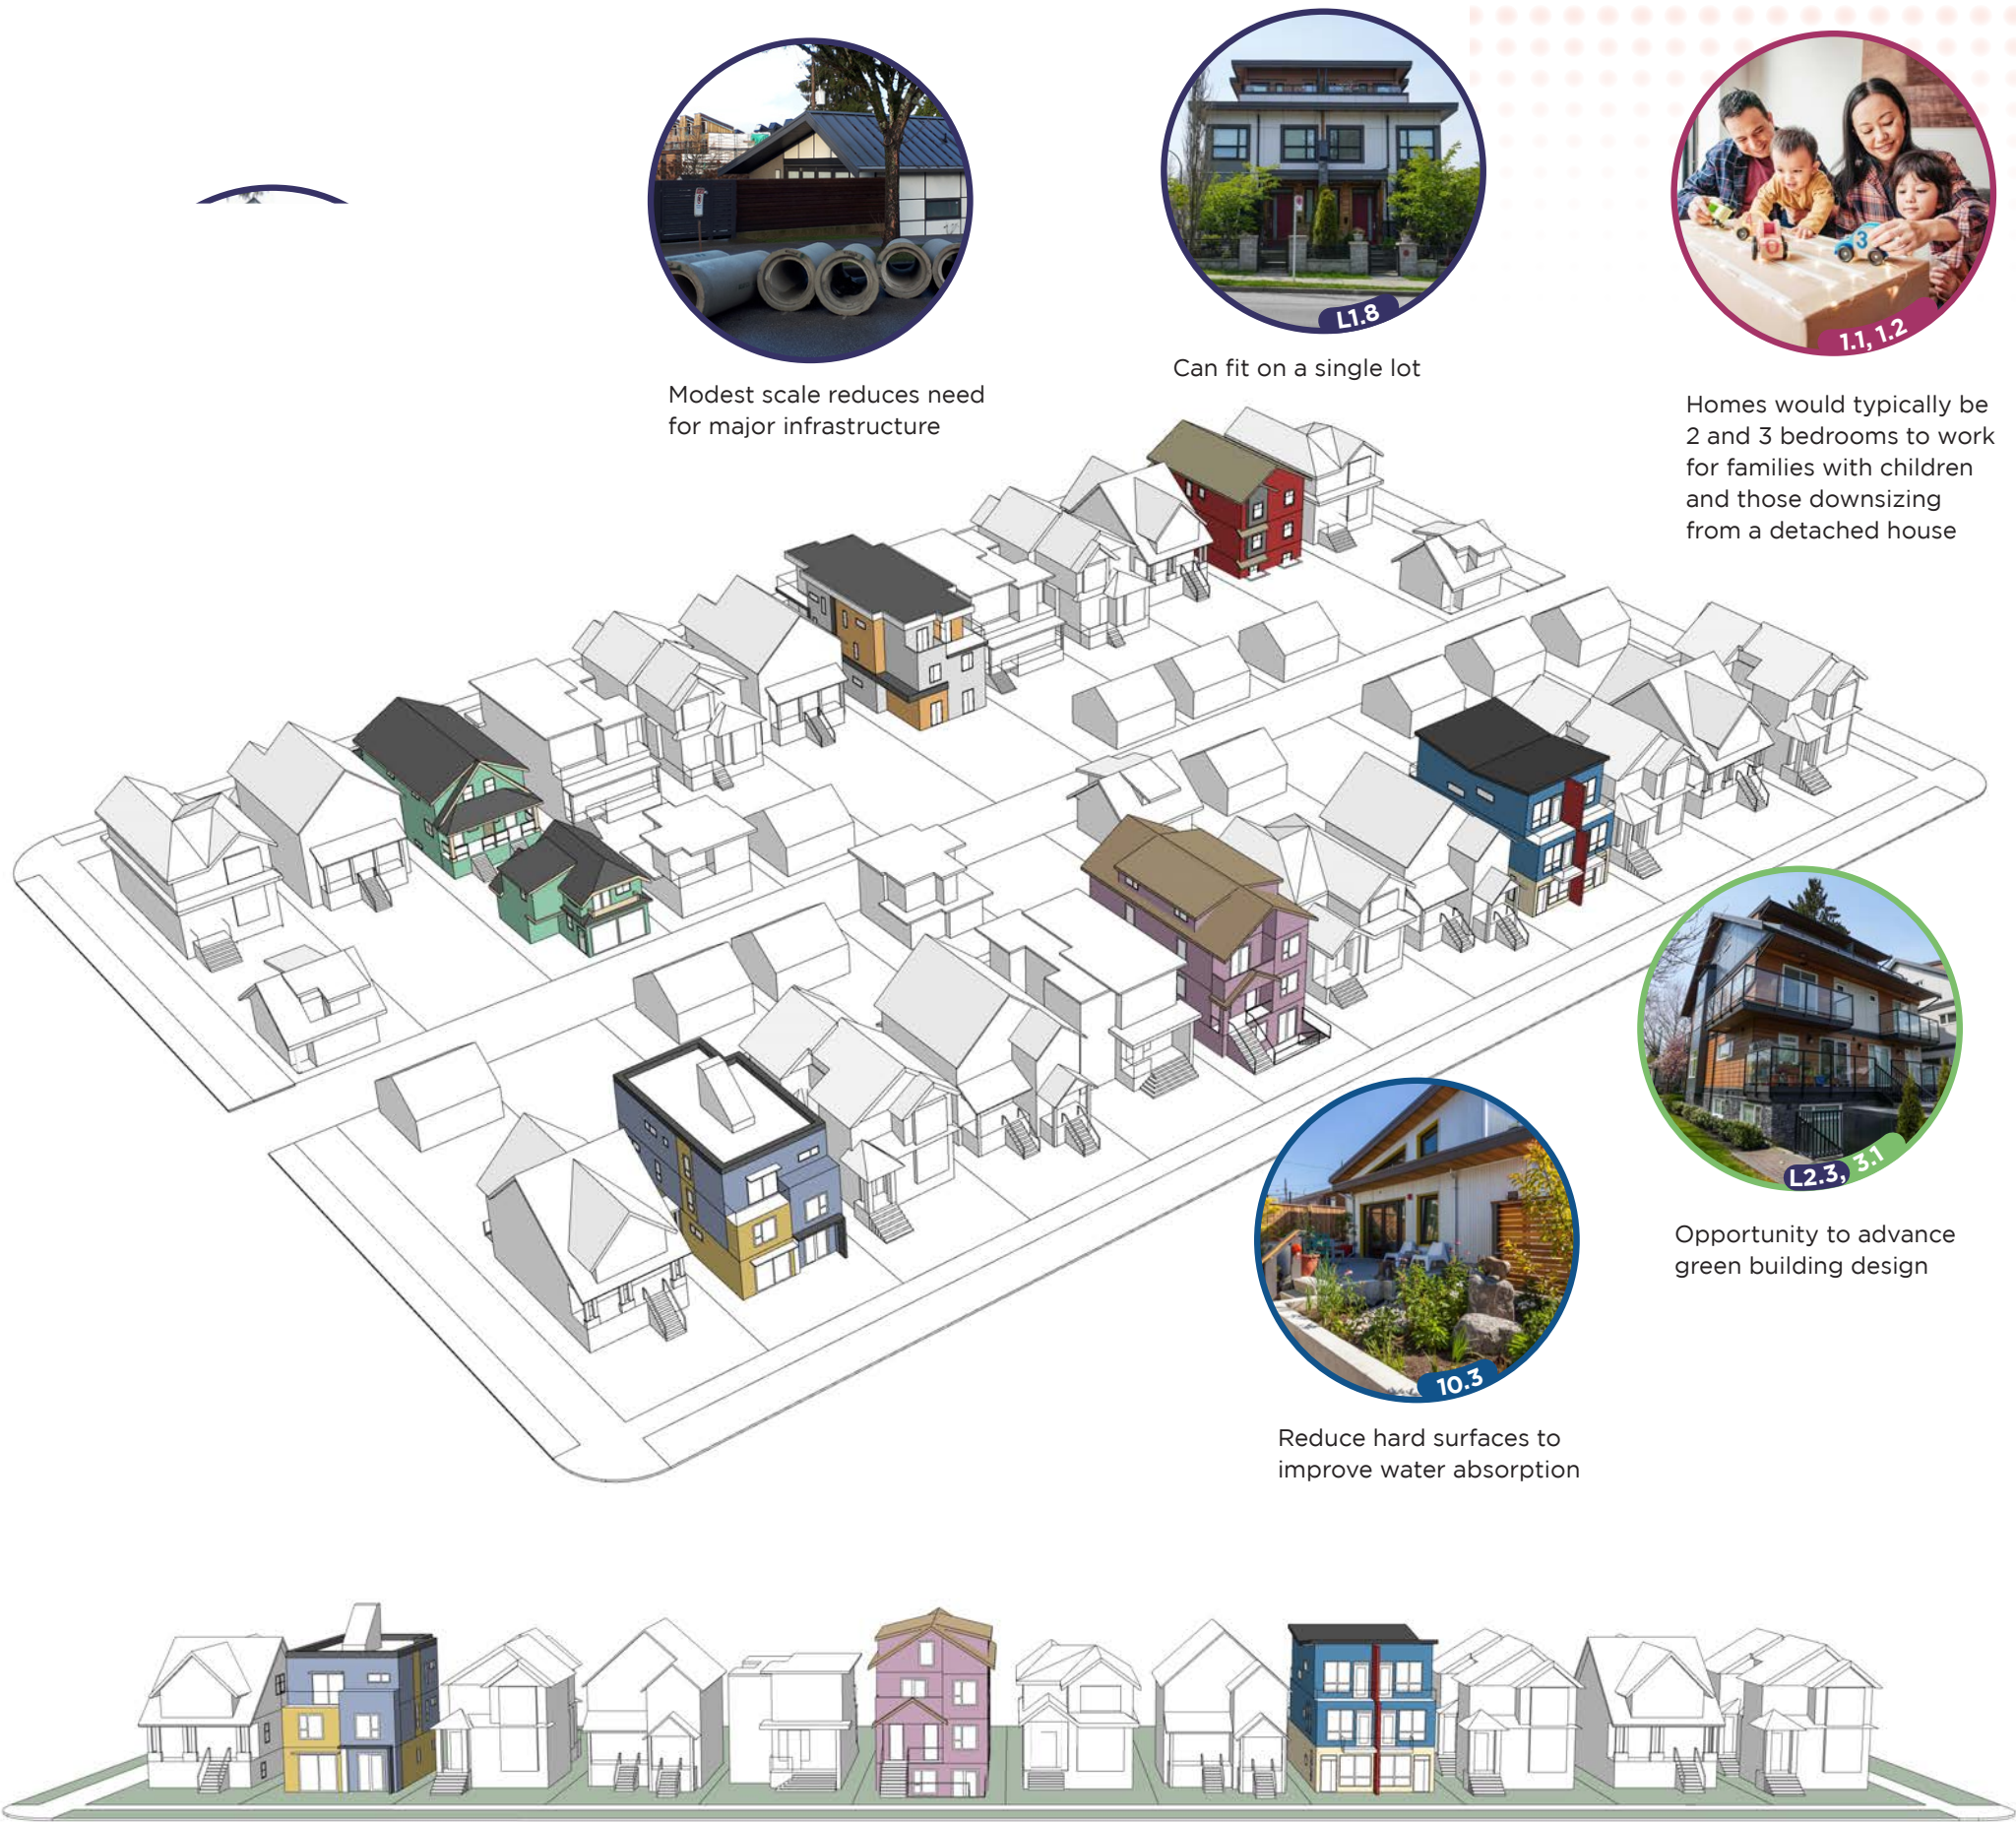 L1.8
1.1, 1.2
3
Can fit on a single lot
Modest scale reduces need
for major infrastructure
Homes would typically be
2 and 3 bedrooms to work
for families with children
and those downsizing
from a detached house
L2.3, 3.1
Opportunity to advance
green building design
10.3
Reduce hard surfaces to
improve water absorption